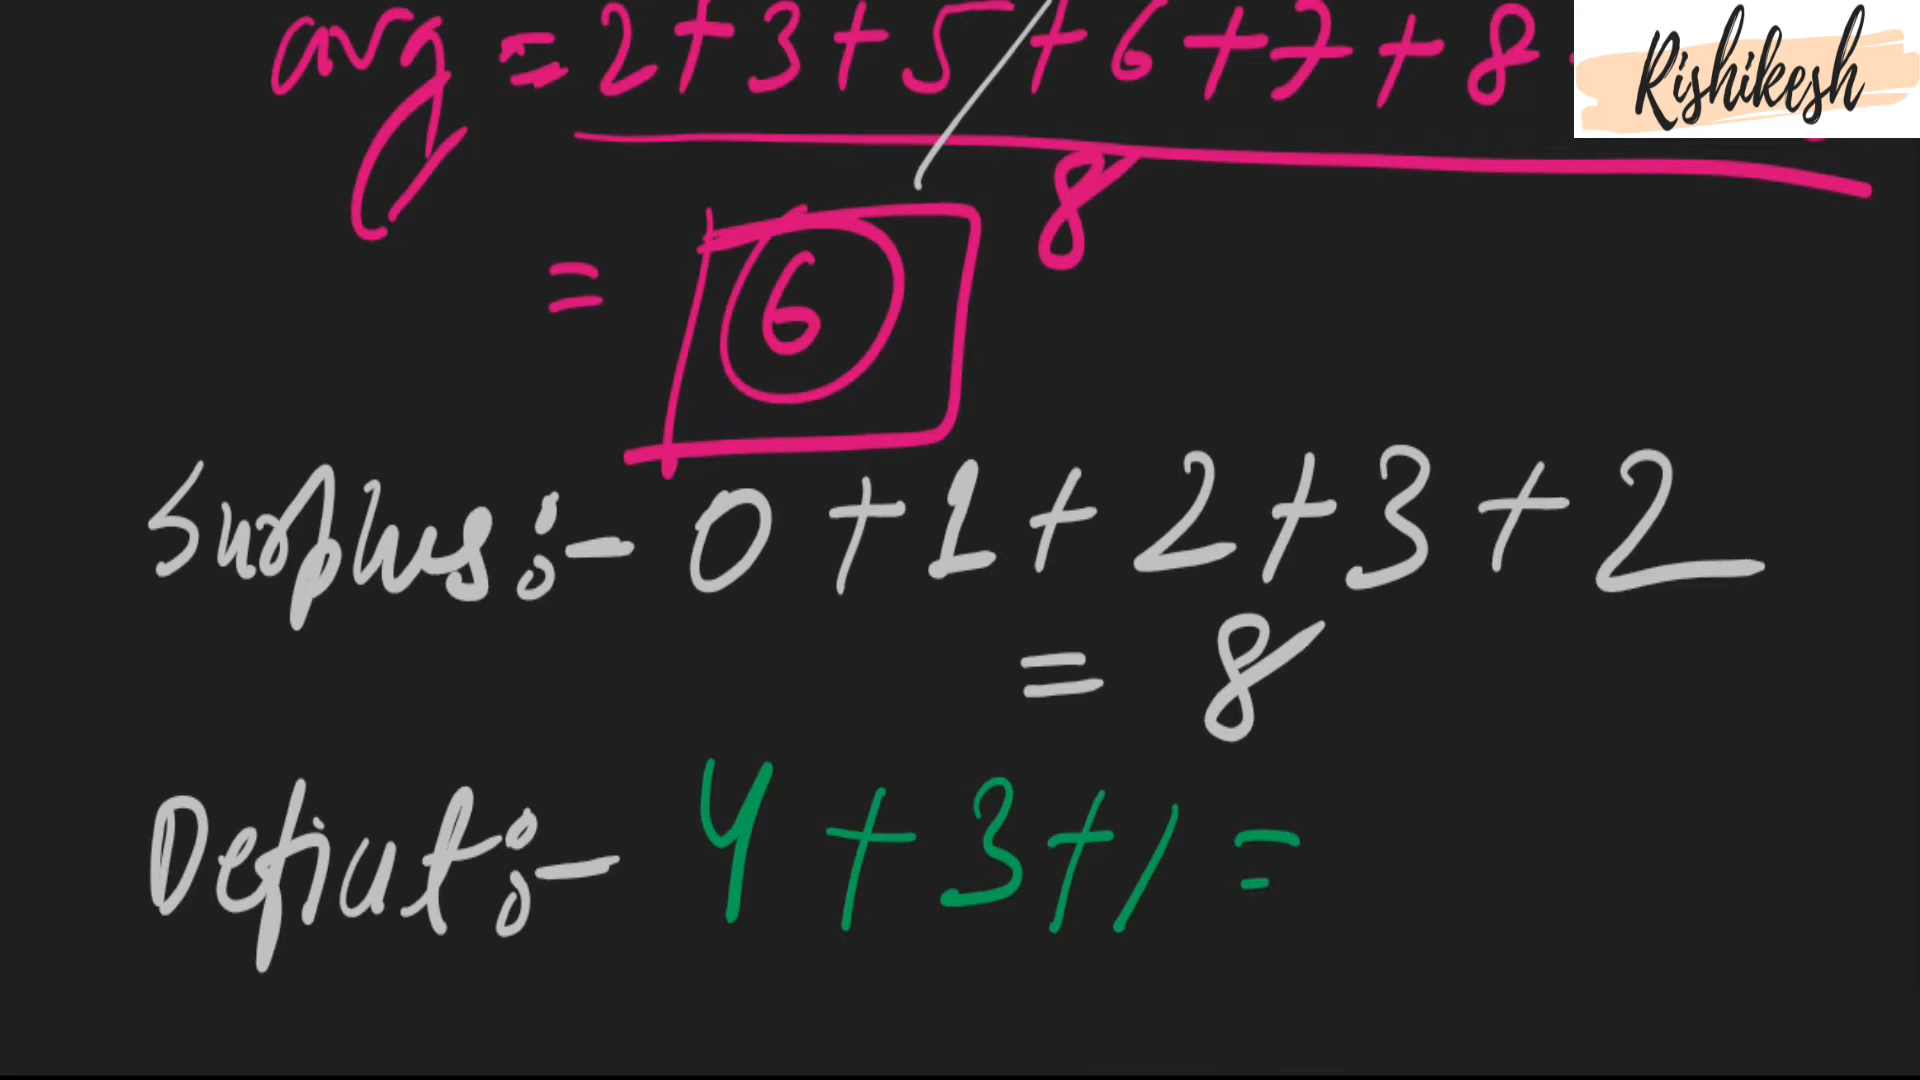 avg = 2+3+5+6+7+8
Rishikesh
8
= 6
Surplus :- 0+1+2+3+2
= 8
Deficit :- 4+3+1 =